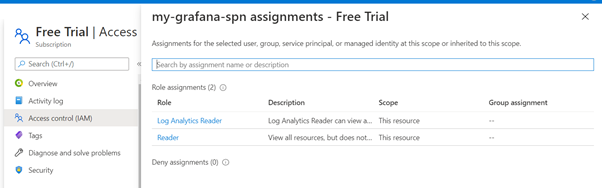 Free Trial | Access
Subscription
Search (Ctrl+/)
«
Overview
Activity log
Access control (IAM)
Tags
Diagnose and solve problems
Security
my-grafana-spn assignments - Free Trial
Assignments for the selected user, group, service principal, or managed identity at this scope or inherited to this scope.
Search by assignment name or description
Role assignments (2)
Role Description Scope Group assignment
Log Analytics Reader Log Analytics Reader can view a... This resource --
Reader View all resources, but does not... This resource --
Deny assignments (0)